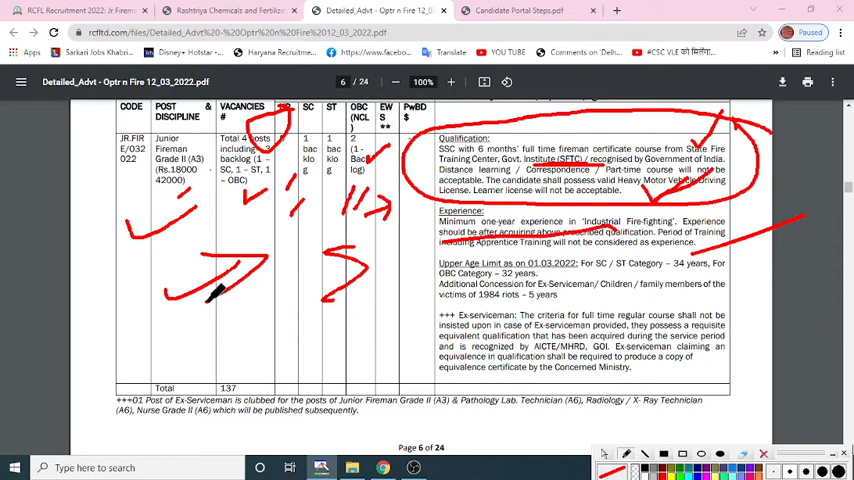 RCFL Recruitment 2022: Jr Firema
Rashtriya Chemicals and Fertilize
Detailed_Advt - Optr n Fire 12_0
Candidate Portal Steps.pdf
rcfltd.com/files/Detailed_Advt%20-%20Optr%20n%20Fire%2012_03_2022.pdf
Paused
Apps
Sarkari Jobs Khabri...
Disney+ Hotstar - ...
Haryana Recruitme...
https://www.facebo...
Translate
YOU TUBE
Comments on 'Delh...
#CSC VLE को मिलेंगा...
Reading list
Detailed_Advt - Optr n Fire 12_03_2022.pdf
6 / 24
100%
CODE
POST & DISCIPLINE
VACANCIES #
SC
ST
OBC (NCL )
EW S **
PwBD $
JR.FIR E/032 022
Junior Fireman Grade II (A3) (Rs.18000 - 42000)
Total 4 posts including 3 backlog (1 – SC, 1 – ST, 1 – OBC)
1 bac klo g
1 bac klo g
2 (1 - Bac log)
-
Qualification:
SSC with 6 months' full time fireman certificate course from State Fire
Training Center, Govt. Institute (SFTC) / recognised by Government of India.
Distance learning / Correspondence / Part-time course will not be
acceptable. The candidate shall possess valid Heavy Motor Vehicle Driving
License. Learner license will not be acceptable.
Experience:
Minimum one-year experience in 'Industrial Fire-fighting'. Experience
should be after acquiring above prescribed qualification. Period of Training
including Apprentice Training will not be considered as experience.
Upper Age Limit as on 01.03.2022: For SC / ST Category – 34 years, For
OBC Category – 32 years.
Additional Concession for Ex-Serviceman/ Children / family members of the
victims of 1984 riots – 5 years
+++ Ex-serviceman: The criteria for full time regular course shall not be
insisted upon in case of Ex-serviceman provided, they possess a requisite
equivalent qualification that has been acquired during the service period
and is recognized by AICTE/MHRD, GOI. Ex-serviceman claiming an
equivalence in qualification shall be required to produce a copy of
equivalence certificate by the Concerned Ministry.
Total 137
+++01 Post of Ex-Serviceman is clubbed for the posts of Junior Fireman Grade II (A3) & Pathology Lab. Technician (A6), Radiology / X- Ray Technician
(A6), Nurse Grade II (A6) which will be published subsequently.
Page 6 of 24
Type here to search